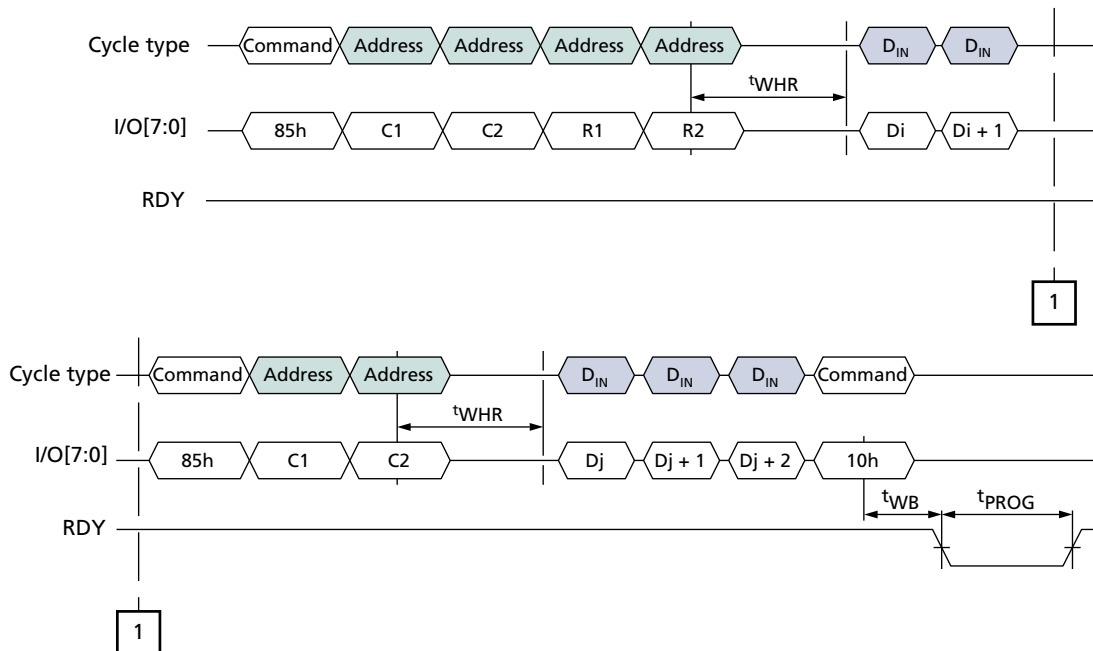 Cycle type Command Address Address Address Address DIN DIN
tWHR
I/O[7:0] 85h C1 C2 R1 R2 Di Di + 1
RDY
1
Cycle type Command Address Address DIN DIN DIN Command
tWHR
I/O[7:0] 85h C1 C2 Dj Dj + 1 Dj + 2 10h
tWB tPROG
RDY
1